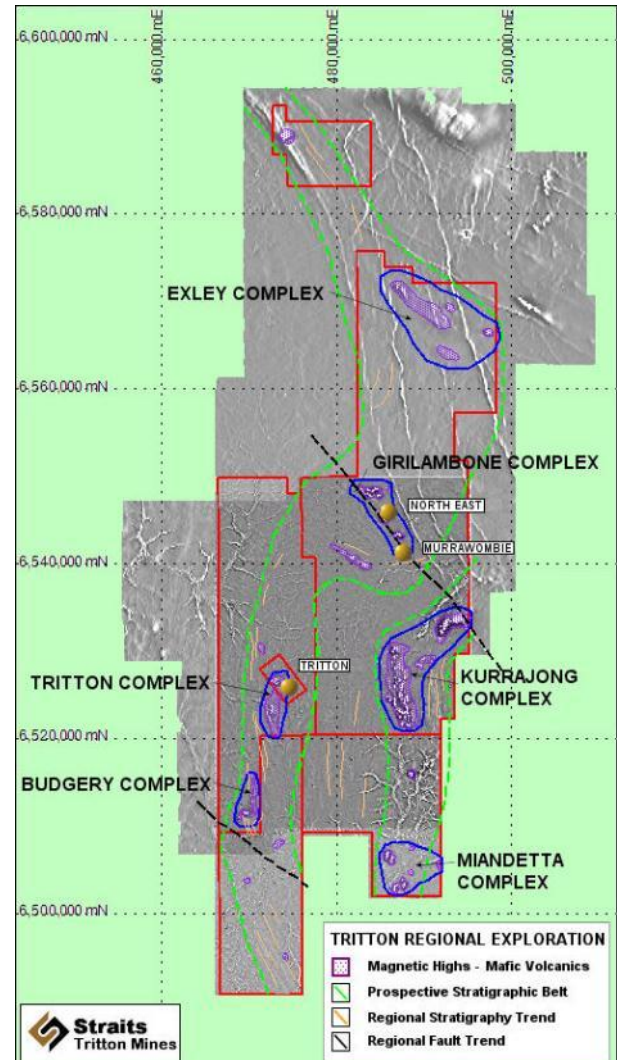 460,000 mE
480,000 mE
500,000 mE
6,600,000 mN
6,580,000 mN
EXLEY COMPLEX
6,560,000 mN
GIRILAMBONE COMPLEX
NORTH EAST
6,540,000 mN
MURRAWOMBIE
TRITTON
TRITTON COMPLEX
KURRAJONG
COMPLEX
6,520,000 mN
BUDGERY COMPLEX
MIANDETTA
COMPLEX
6,500,000 mN
TRITTON REGIONAL EXPLORATION
Magnetic Highs - Mafic Volcanics
Prospective Stratigraphic Belt
Regional Stratigraphy Trend
Regional Fault Trend
Straits
Tritton Mines